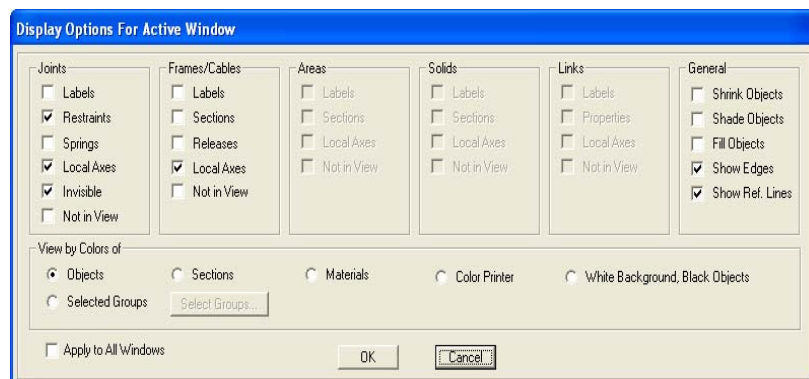 Display Options For Active Window
Joints
Labels
Restraints
Springs
Local Axes
Invisible
Not in View
Frames/Cables
Labels
Sections
Releases
Local Axes
Not in View
Areas
Labels
Sections
Local Axes
Not in View
Solids
Labels
Sections
Local Axes
Not in View
Links
Labels
Properties
Local Axes
Not in View
General
Shrink Objects
Shade Objects
Fill Objects
Show Edges
Show Ref. Lines
View by Colors of
Objects
Sections
Materials
Color Printer
White Background, Black Objects
Selected Groups
Select Groups...
Apply to All Windows
OK
Cancel